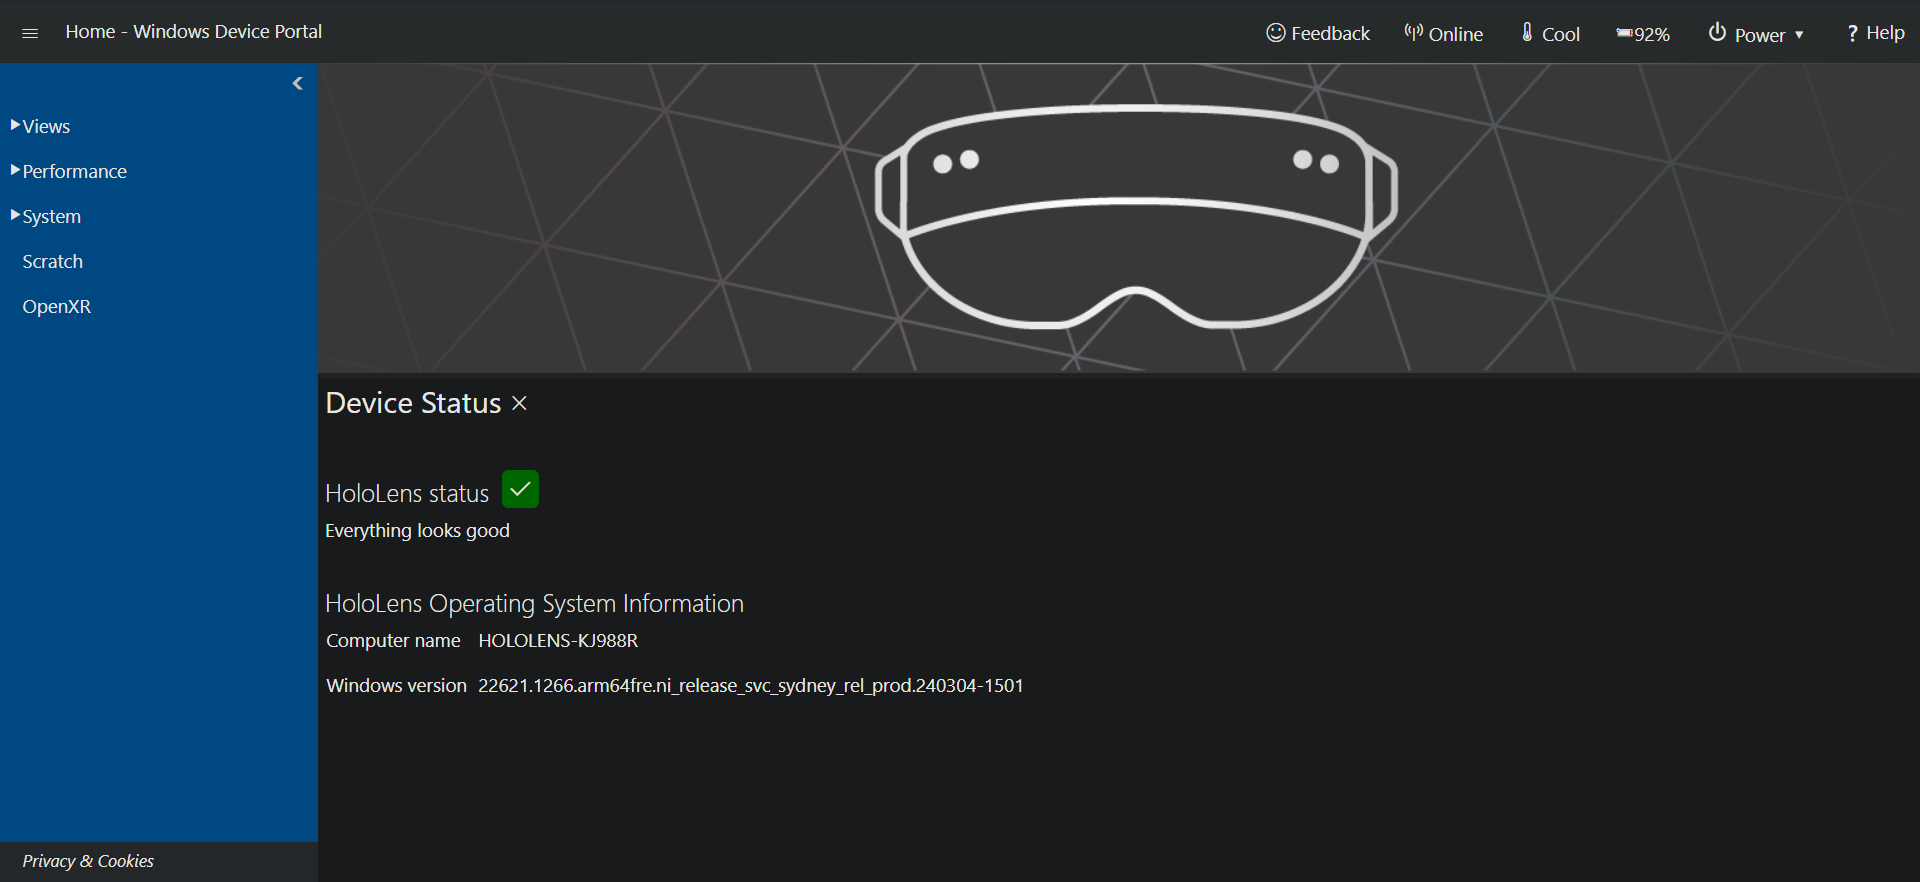 Home - Windows Device Portal
Feedback
Online
Cool
92%
Power
? Help
Views
Performance
System
Scratch
OpenXR
Device Status
HoloLens status
Everything looks good
HoloLens Operating System Information
Computer name HOLOLENS-KJ988R
Windows version 22621.1266.arm64fre.ni_release_svc_sydney_rel_prod.240304-1501
Privacy & Cookies